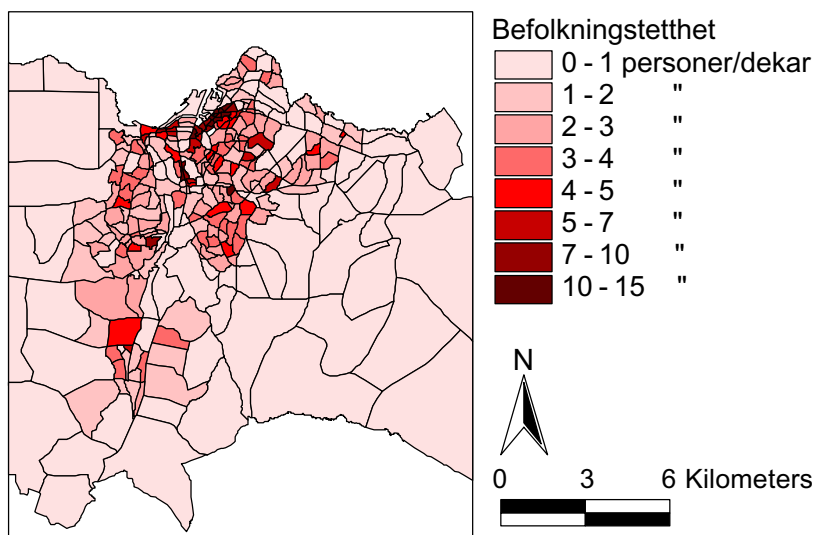 Befolkningstetthet
0 - 1 personer/dekar
1 - 2 "
2 - 3 "
3 - 4 "
4 - 5 "
5 - 7 "
7 - 10 "
10 - 15 "
N
0 3 6 Kilometers